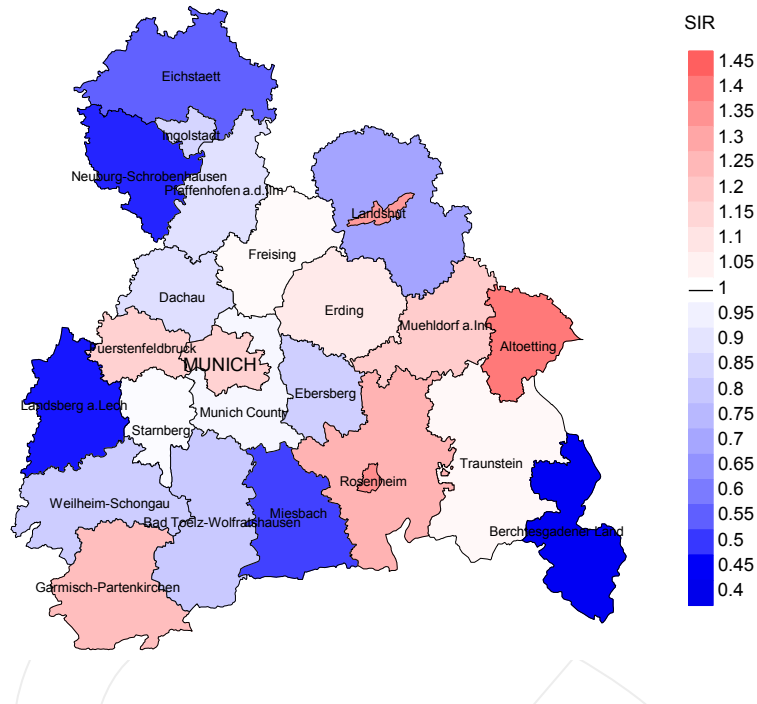 SIR
Eichstaett
1.45
1.4
1.35
Ingolstadt
1.3
Neuburg-Schrobenhausen
1.25
Pfaffenhofen a.d.Ilm
1.2
Landshut
1.15
1.1
Freising
1.05
1
Dachau
Erding
0.95
Muehldorf a.Inn
0.9
Fuerstenfeldbruck
Altoetting
MUNICH
0.85
Ebersberg
0.8
Landsberg a.Lech
Munich County
0.75
Starnberg
0.7
Traunstein
0.65
Rosenheim
0.6
Weilheim-Schongau
Miesbach
0.55
Bad Toelz-Wolfratshausen
Berchtesgadener Land
0.5
0.45
Garmisch-Partenkirchen
0.4